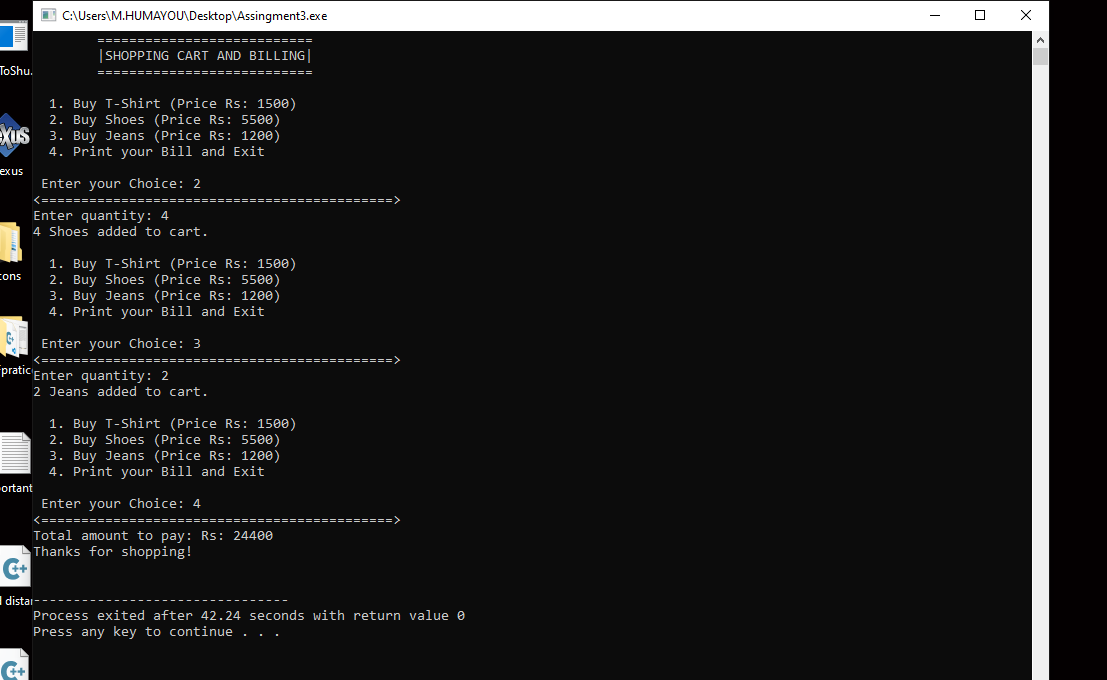 C:\Users\M.HUMAYOU\Desktop\Assingment3.exe
===========================
|SHOPPING CART AND BILLING|
===========================
1. Buy T-Shirt (Price Rs: 1500)
2. Buy Shoes (Price Rs: 5500)
3. Buy Jeans (Price Rs: 1200)
4. Print your Bill and Exit
Enter your Choice: 2
<============================================>
Enter quantity: 4
4 Shoes added to cart.
1. Buy T-Shirt (Price Rs: 1500)
2. Buy Shoes (Price Rs: 5500)
3. Buy Jeans (Price Rs: 1200)
4. Print your Bill and Exit
Enter your Choice: 3
<============================================>
Enter quantity: 2
2 Jeans added to cart.
1. Buy T-Shirt (Price Rs: 1500)
2. Buy Shoes (Price Rs: 5500)
3. Buy Jeans (Price Rs: 1200)
4. Print your Bill and Exit
Enter your Choice: 4
<============================================>
Total amount to pay: Rs: 24400
Thanks for shopping!
--------------------------------
Process exited after 42.24 seconds with return value 0
Press any key to continue . . .
ToShu.
exus
cons
pratic
portant
l distan